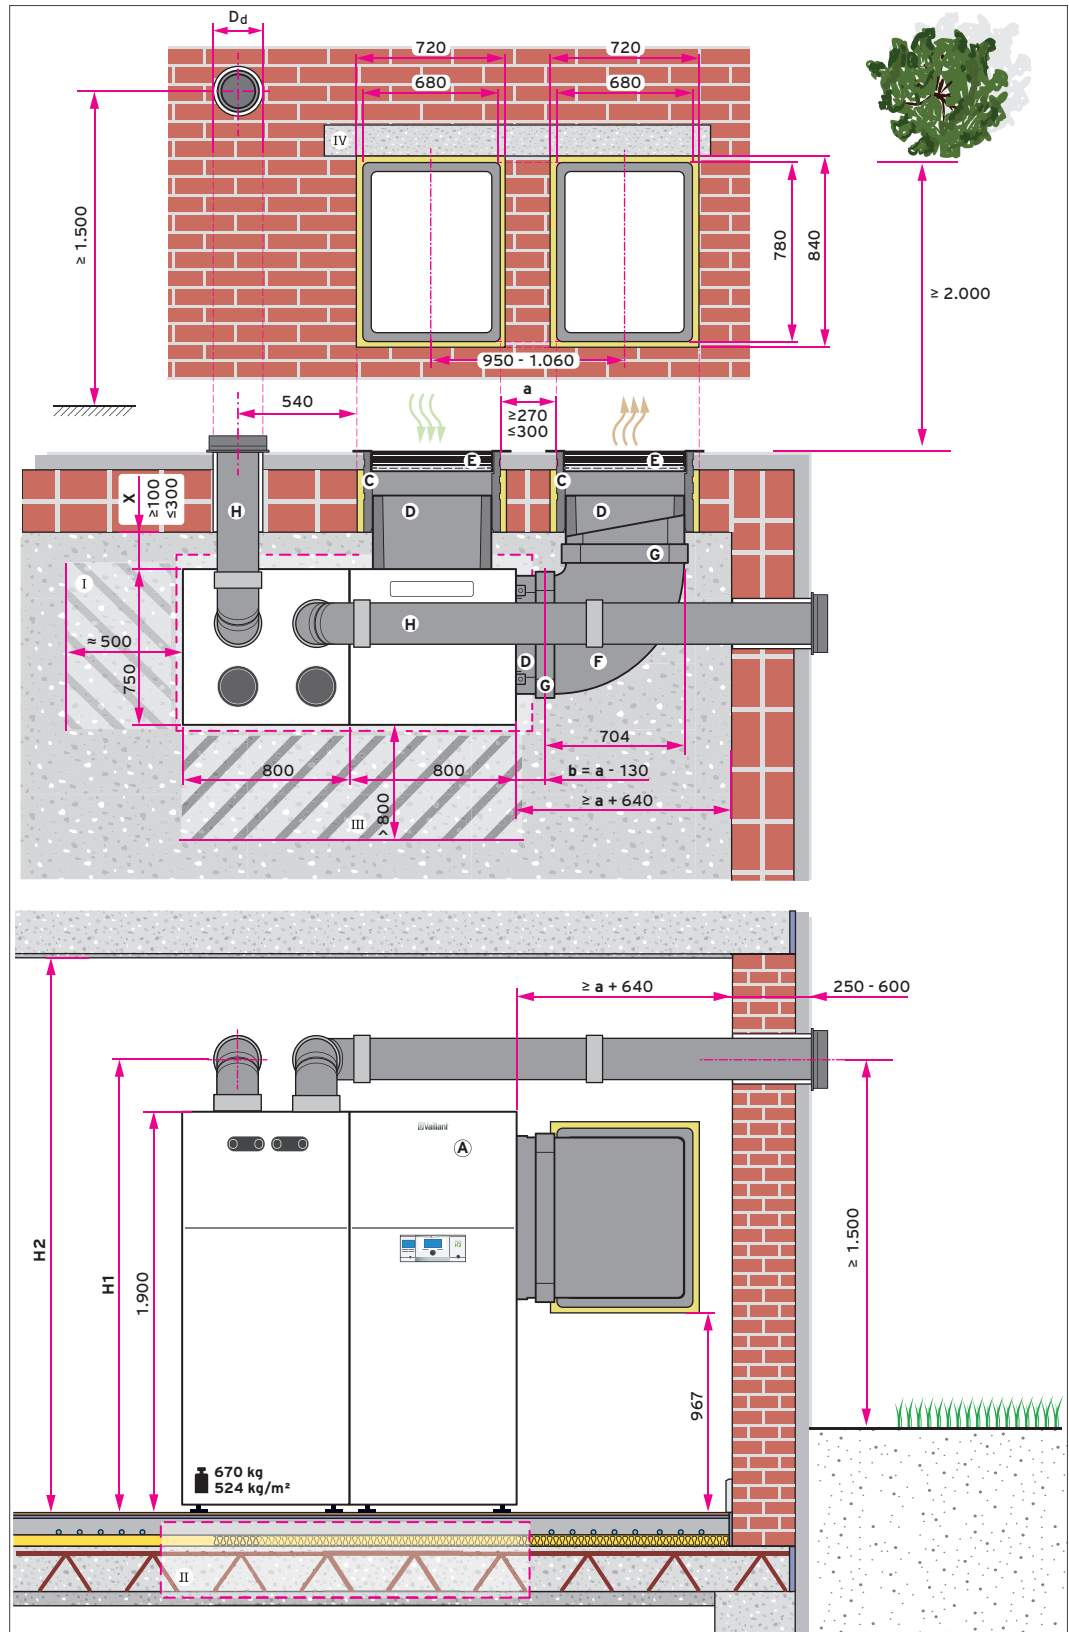 Dd
720
720
680
680
IV
≥ 1.500
780
840
≥ 2.000
950 - 1.060
540
a
≥270
≤300
E
E
C
C
X
≥100
≤300
H
D
D
G
I
≈ 500
H
750
D
F
G
704
800
800
b = a - 130
> 800
≥ a + 640
III
≥ a + 640
250 - 600
Vaillant
A
H2
H1
1.900
≥ 1.500
967
670 kg
524 kg/m²
II